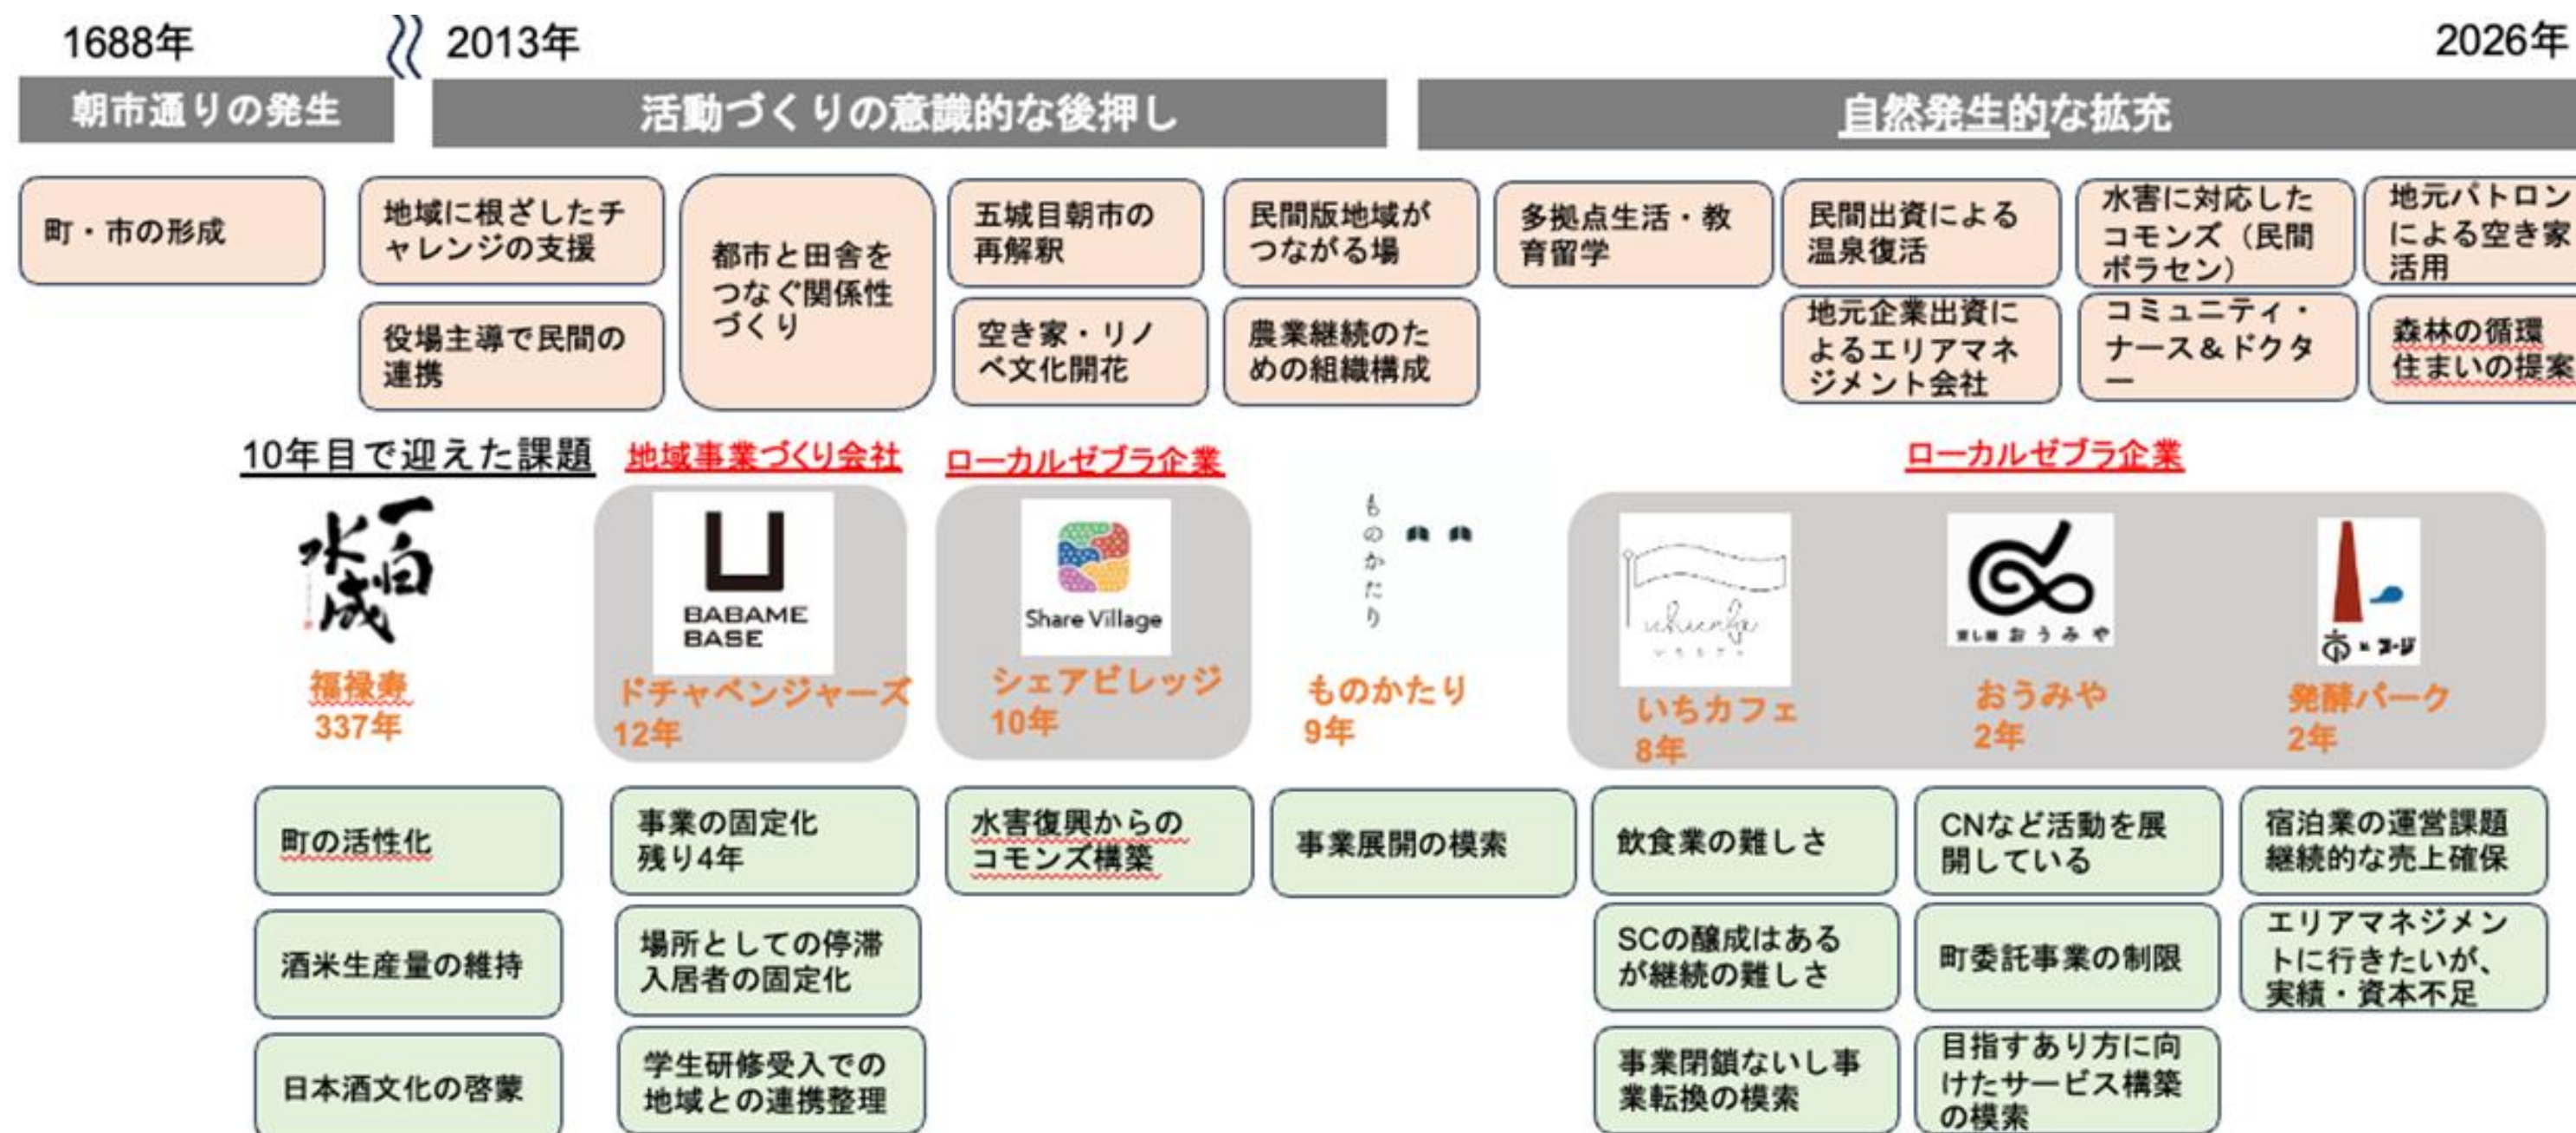 1688年
2013年
2026年
朝市通りの発生
活動づくりの意識的な後押し
自然発生的な拡充
町・市の形成
地域に根ざしたチ
ャレンジの支援
役場主導で民間の
連携
都市と田舎を
つなぐ関係性
づくり
五城目朝市の
再解釈
空き家・リノ
ベ文化開花
民間版地域が
つながる場
農業継続のた
めの組織構成
多拠点生活・教
育留学
民間出資による
温泉復活
地元企業出資に
よるエリアマネ
ジメント会社
水害に対応した
コモンズ（民間
ボラセン）
コミュニティ・
ナース＆ドクタ
ー
地元パトロン
による空き家
活用
森林の循環
住まいの提案
10年目で迎えた課題
地域事業づくり会社
ローカルゼブラ企業
ローカルゼブラ企業
一白
水成
福禄寿
337年
BABAME
BASE
ドチャベンジャーズ
12年
Share Village
シェアビレッジ
10年
ものかたり
ものかたり
9年
いちカフェ
8年
貸し館 おうみや
おうみや
2年
発酵パーク
2年
町の活性化
酒米生産量の維持
日本酒文化の啓蒙
事業の固定化
残り4年
場所としての停滞
入居者の固定化
学生研修受入での
地域との連携整理
水害復興からの
コモンズ構築
事業展開の模索
飲食業の難しさ
SCの醸成はある
が継続の難しさ
事業閉鎖ないし事
業転換の模索
CNなど活動を展
開している
町委託事業の制限
目指すあり方に向
けたサービス構築
の模索
宿泊業の運営課題
継続的な売上確保
エリアマネジメン
トに行きたいが、
実績・資本不足